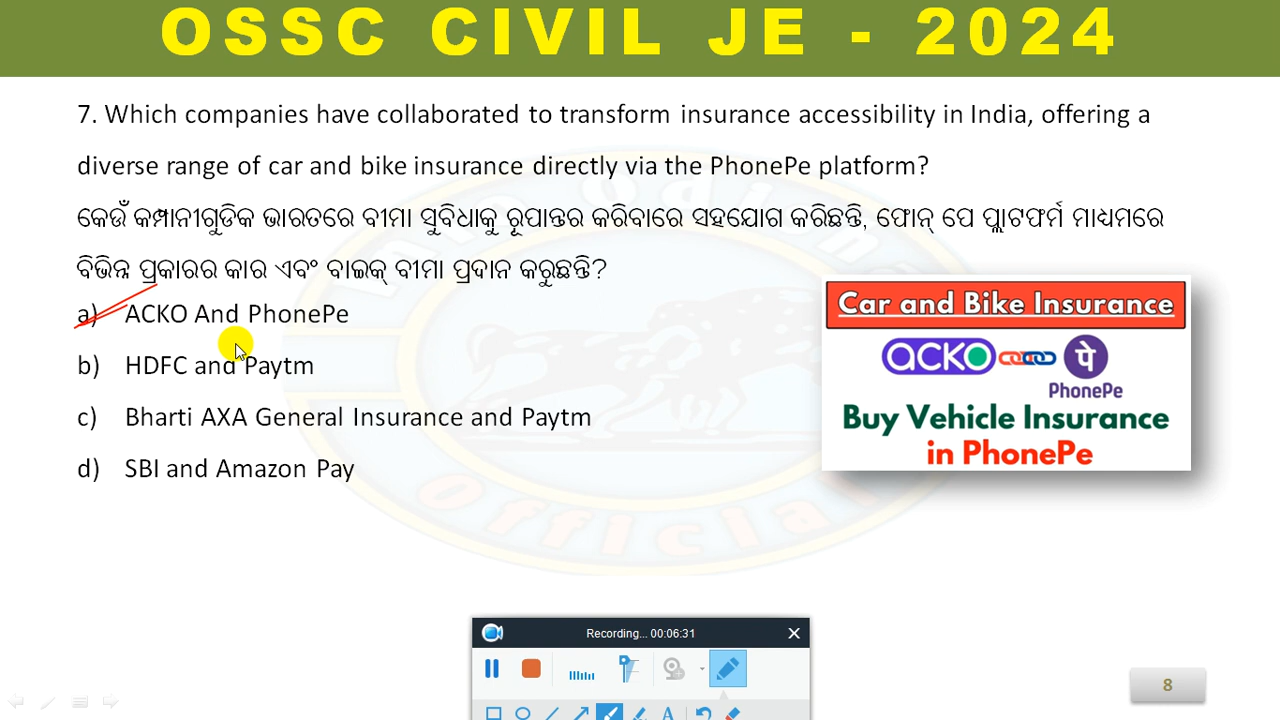 OSSC CIVIL JE - 2024
7. Which companies have collaborated to transform insurance accessibility in India, offering a
diverse range of car and bike insurance directly via the PhonePe platform?
କେଉଁ କମ୍ପାନୀଗୁଡିକ ଭାରତରେ ବୀମା ସୁବିଧାକୁ ରୂପାନ୍ତର କରିବାରେ ସହଯୋଗ କରିଛନ୍ତି, ଫୋନ୍ ପେ ପ୍ଲାଟଫର୍ମ ମାଧ୍ୟମରେ
ବିଭିନ୍ନ ପ୍ରକାରର କାର ଏବଂ ବାଇକ୍ ବୀମା ପ୍ରଦାନ କରୁଛନ୍ତି?
a) ACKO And PhonePe
b) HDFC and Paytm
c) Bharti AXA General Insurance and Paytm
d) SBI and Amazon Pay
Car and Bike Insurance
acko पे
PhonePe
Buy Vehicle Insurance
in PhonePe
Official
Recording... 00:06:31
8